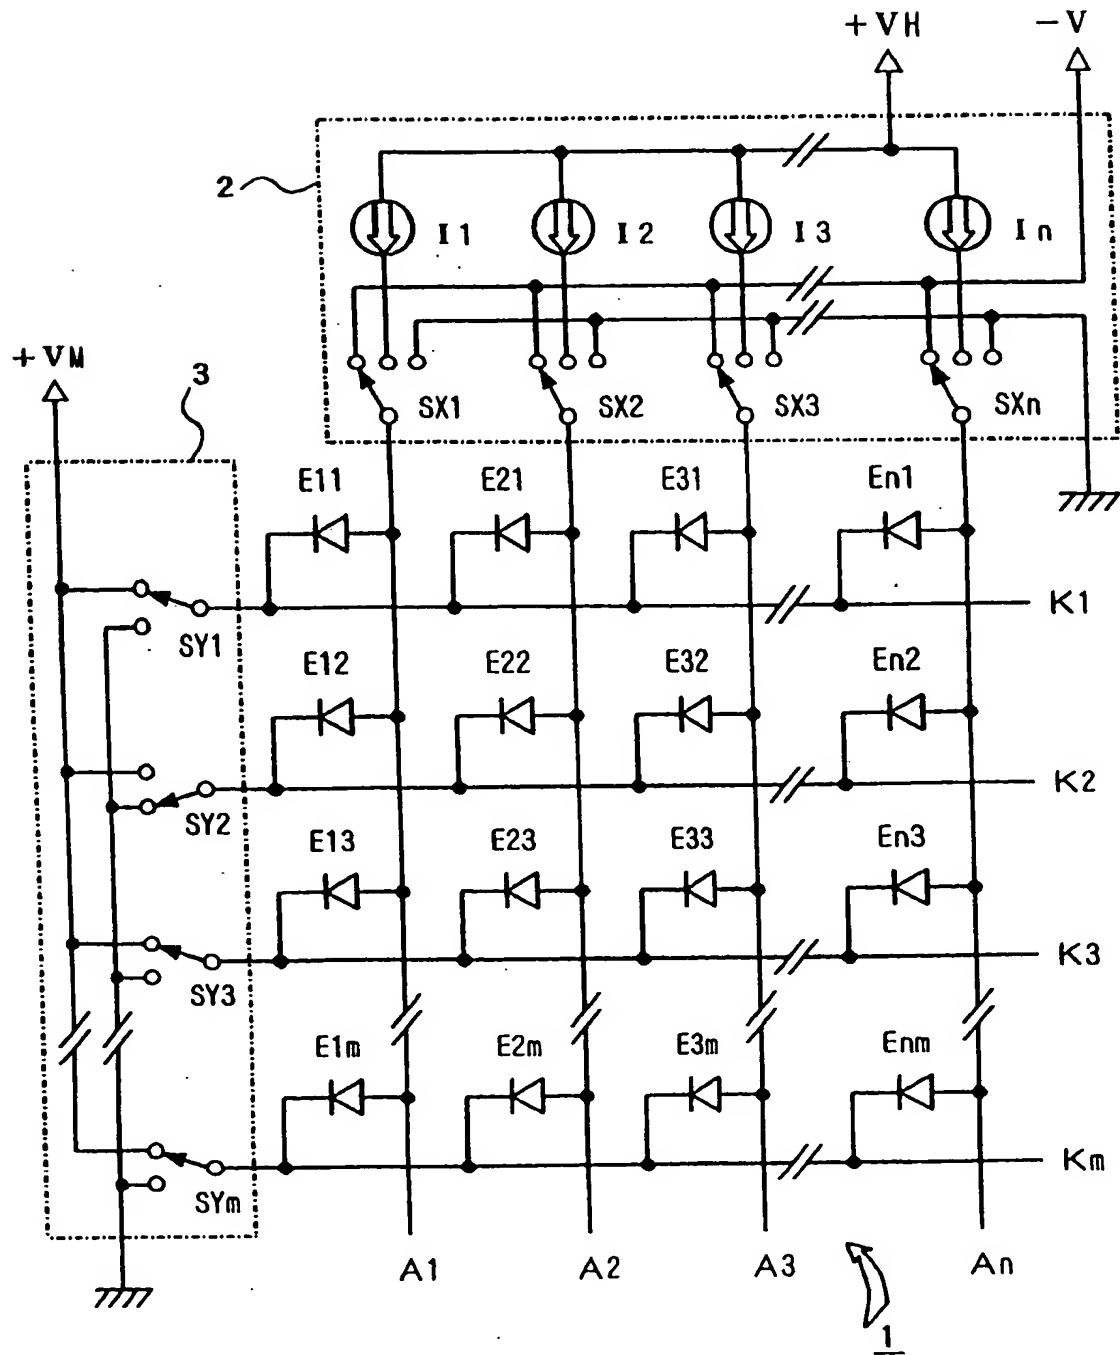 +VH -V
2
I1 I2 I3 In
+VM
3
SX1 SX2 SX3 SXn
E11 E21 E31 En1
K1
SY1
E12 E22 E32 En2
K2
SY2
E13 E23 E33 En3
K3
SY3
E1m E2m E3m Enm
Km
SYm
A1 A2 A3 An
1